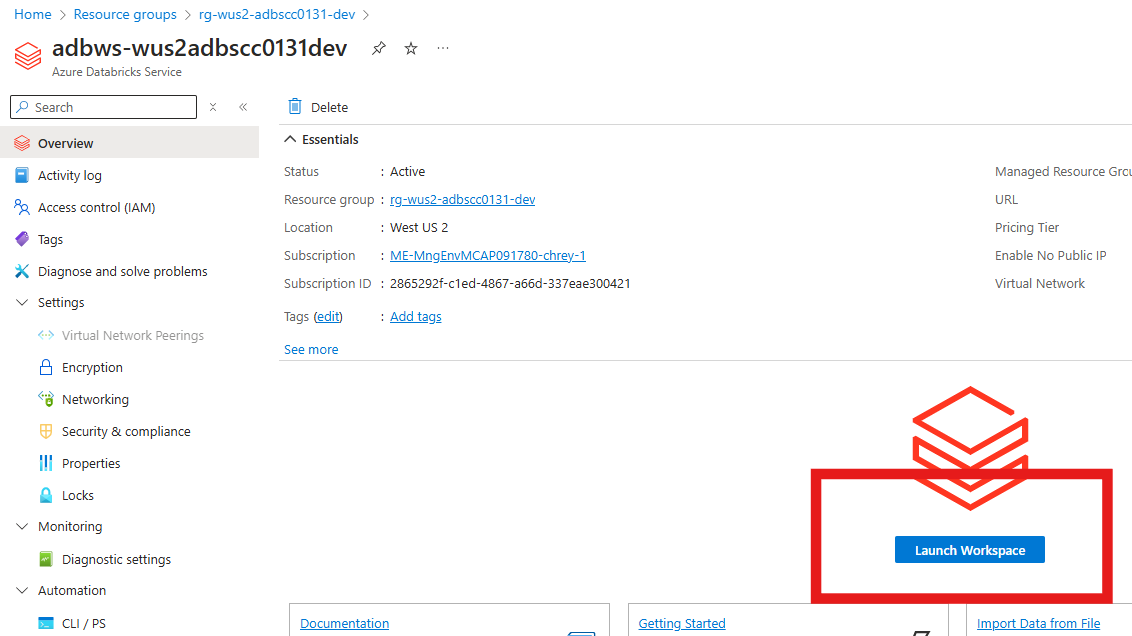 Home > Resource groups > rg-wus2-adbscc0131-dev >
adbws-wus2adbscc0131dev
Azure Databricks Service
Search
Delete
Overview
Activity log
Access control (IAM)
Tags
Diagnose and solve problems
Settings
Virtual Network Peerings
Encryption
Networking
Security & compliance
Properties
Locks
Monitoring
Diagnostic settings
Automation
CLI / PS
Essentials
Status : Active
Resource group : rg-wus2-adbscc0131-dev
Location : West US 2
Subscription : ME-MngEnvMCAP091780-chrey-1
Subscription ID : 2865292f-c1ed-4867-a66d-337eae300421
Tags (edit) : Add tags
See more
Managed Resource Grou
URL
Pricing Tier
Enable No Public IP
Virtual Network
Launch Workspace
Documentation
Getting Started
Import Data from File